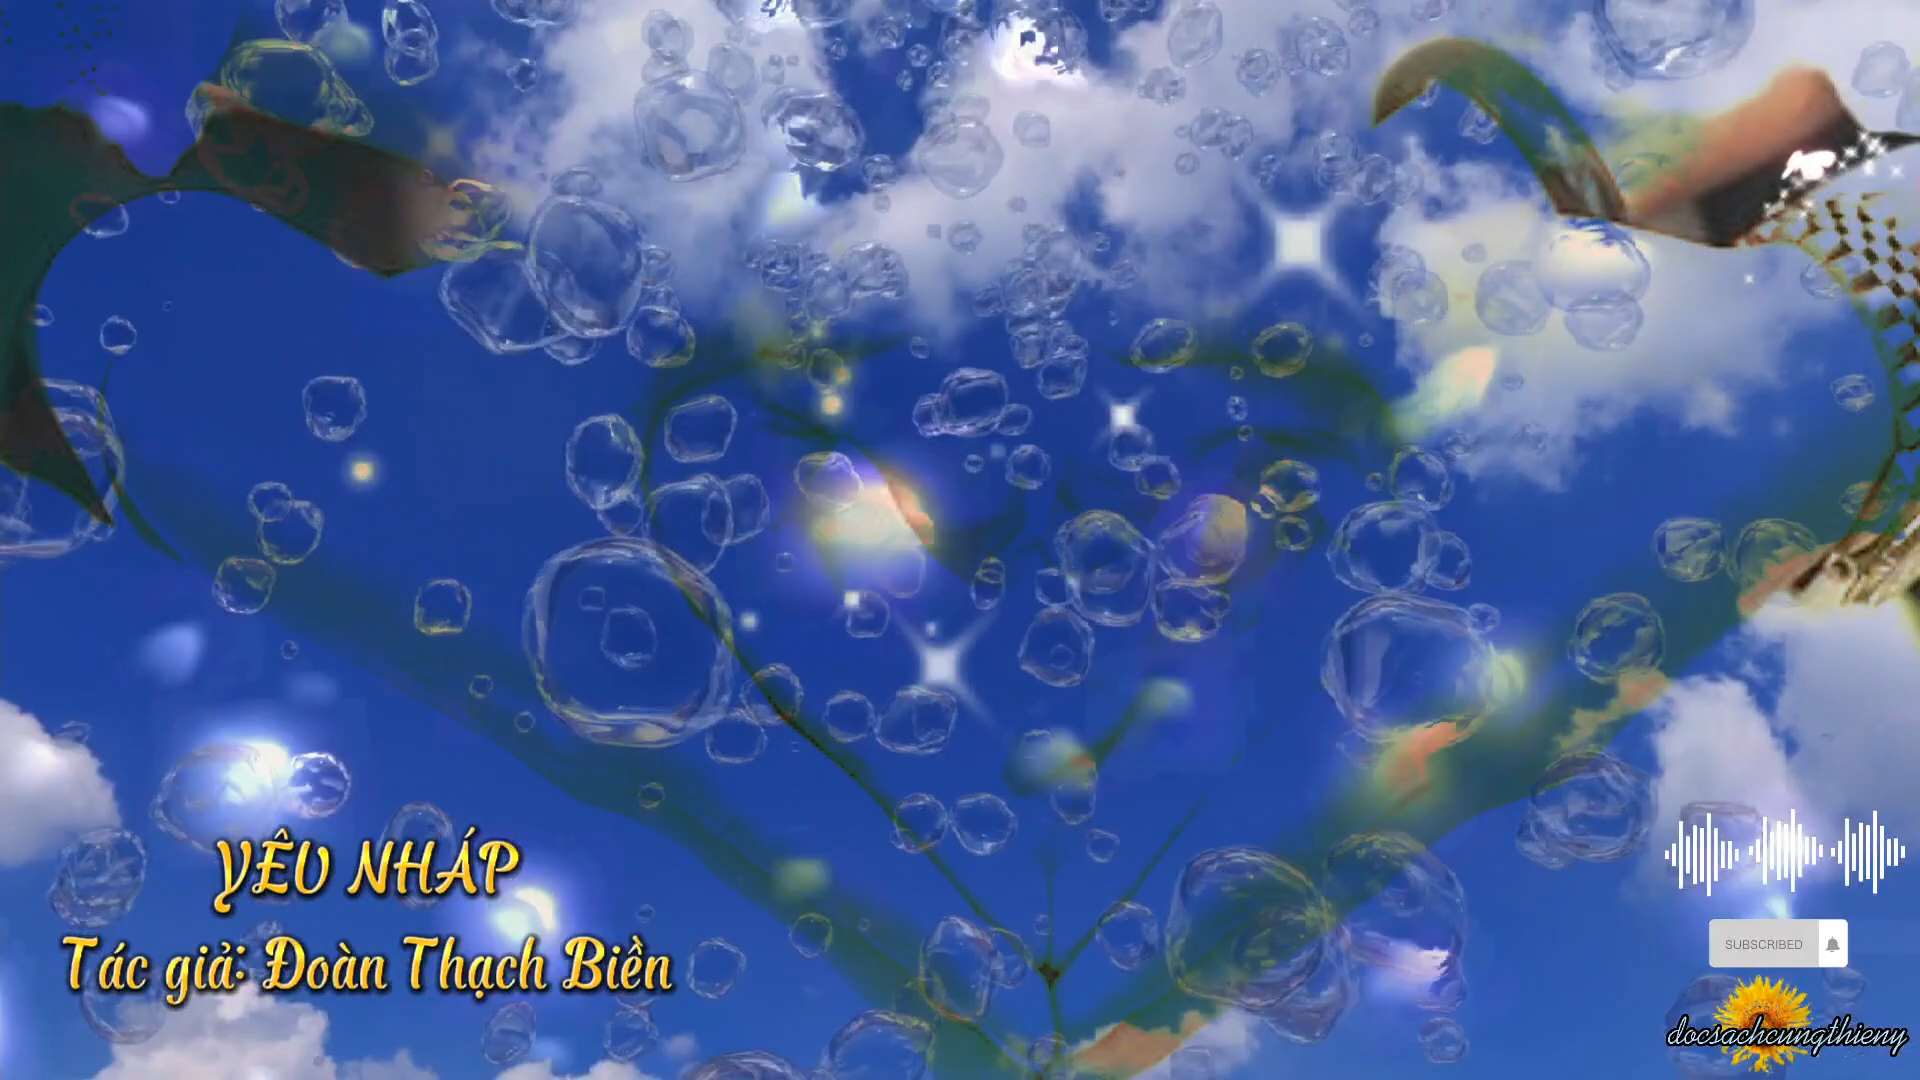 YÊU NHÁP
Tác giả: Đoàn Thạch Biền
SUBSCRIBED
docsachcungthieny